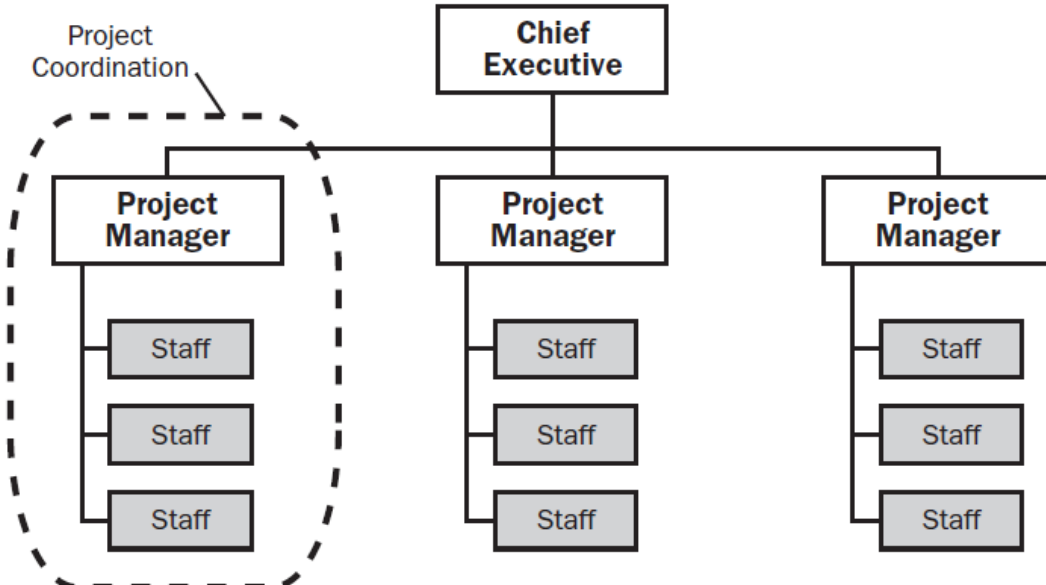 Project
Coordination
Chief
Executive
Project
Manager
Project
Manager
Project
Manager
Staff
Staff
Staff
Staff
Staff
Staff
Staff
Staff
Staff